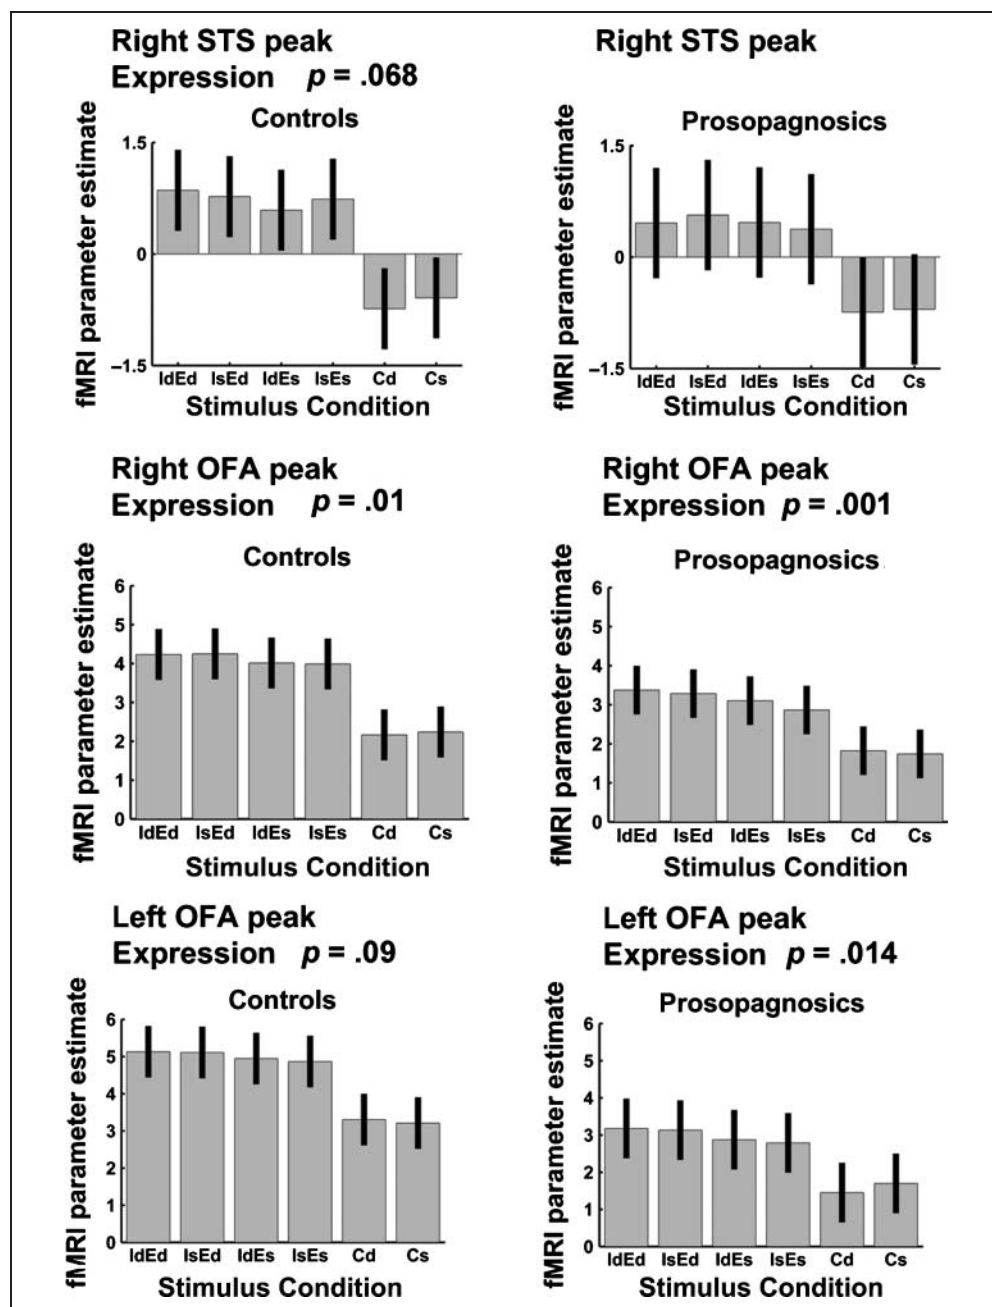 Right STS peak
Expression p = .068
Controls
fMRI parameter estimate
1.5
0
−1.5
IdEd IsEd IdEs IsEs Cd Cs
Stimulus Condition
Right STS peak
Prosopagnosics
fMRI parameter estimate
1.5
0
−1.5
IdEd IsEd IdEs IsEs Cd Cs
Stimulus Condition
Right OFA peak
Expression p = .01
Controls
fMRI parameter estimate
6
5
4
3
2
1
0
IdEd IsEd IdEs IsEs Cd Cs
Stimulus Condition
Right OFA peak
Expression p = .001
Prosopagnosics
fMRI parameter estimate
6
5
4
3
2
1
0
IdEd IsEd IdEs IsEs Cd Cs
Stimulus Condition
Left OFA peak
Expression p = .09
Controls
fMRI parameter estimate
6
5
4
3
2
1
0
IdEd IsEd IdEs IsEs Cd Cs
Stimulus Condition
Left OFA peak
Expression p = .014
Prosopagnosics
fMRI parameter estimate
6
5
4
3
2
1
0
IdEd IsEd IdEs IsEs Cd Cs
Stimulus Condition